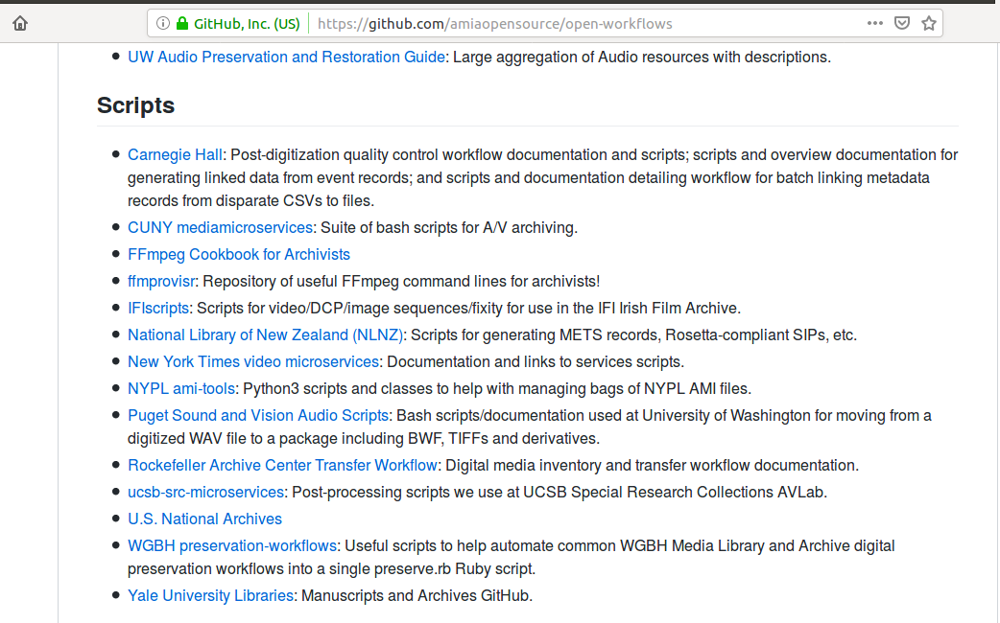 GitHub, Inc. (US) https://github.com/amiaopensource/open-workflows
UW Audio Preservation and Restoration Guide: Large aggregation of Audio resources with descriptions.
Scripts
Carnegie Hall: Post-digitization quality control workflow documentation and scripts; scripts and overview documentation for
generating linked data from event records; and scripts and documentation detailing workflow for batch linking metadata
records from disparate CSVs to files.
CUNY mediamicroservices: Suite of bash scripts for A/V archiving.
FFmpeg Cookbook for Archivists
ffmprovisr: Repository of useful FFmpeg command lines for archivists!
IFIscripts: Scripts for video/DCP/image sequences/fixity for use in the IFI Irish Film Archive.
National Library of New Zealand (NLNZ): Scripts for generating METS records, Rosetta-compliant SIPs, etc.
New York Times video microservices: Documentation and links to services scripts.
NYPL ami-tools: Python3 scripts and classes to help with managing bags of NYPL AMI files.
Puget Sound and Vision Audio Scripts: Bash scripts/documentation used at University of Washington for moving from a
digitized WAV file to a package including BWF, TIFFs and derivatives.
Rockefeller Archive Center Transfer Workflow: Digital media inventory and transfer workflow documentation.
ucsb-src-microservices: Post-processing scripts we use at UCSB Special Research Collections AVLab.
U.S. National Archives
WGBH preservation-workflows: Useful scripts to help automate common WGBH Media Library and Archive digital
preservation workflows into a single preserve.rb Ruby script.
Yale University Libraries: Manuscripts and Archives GitHub.